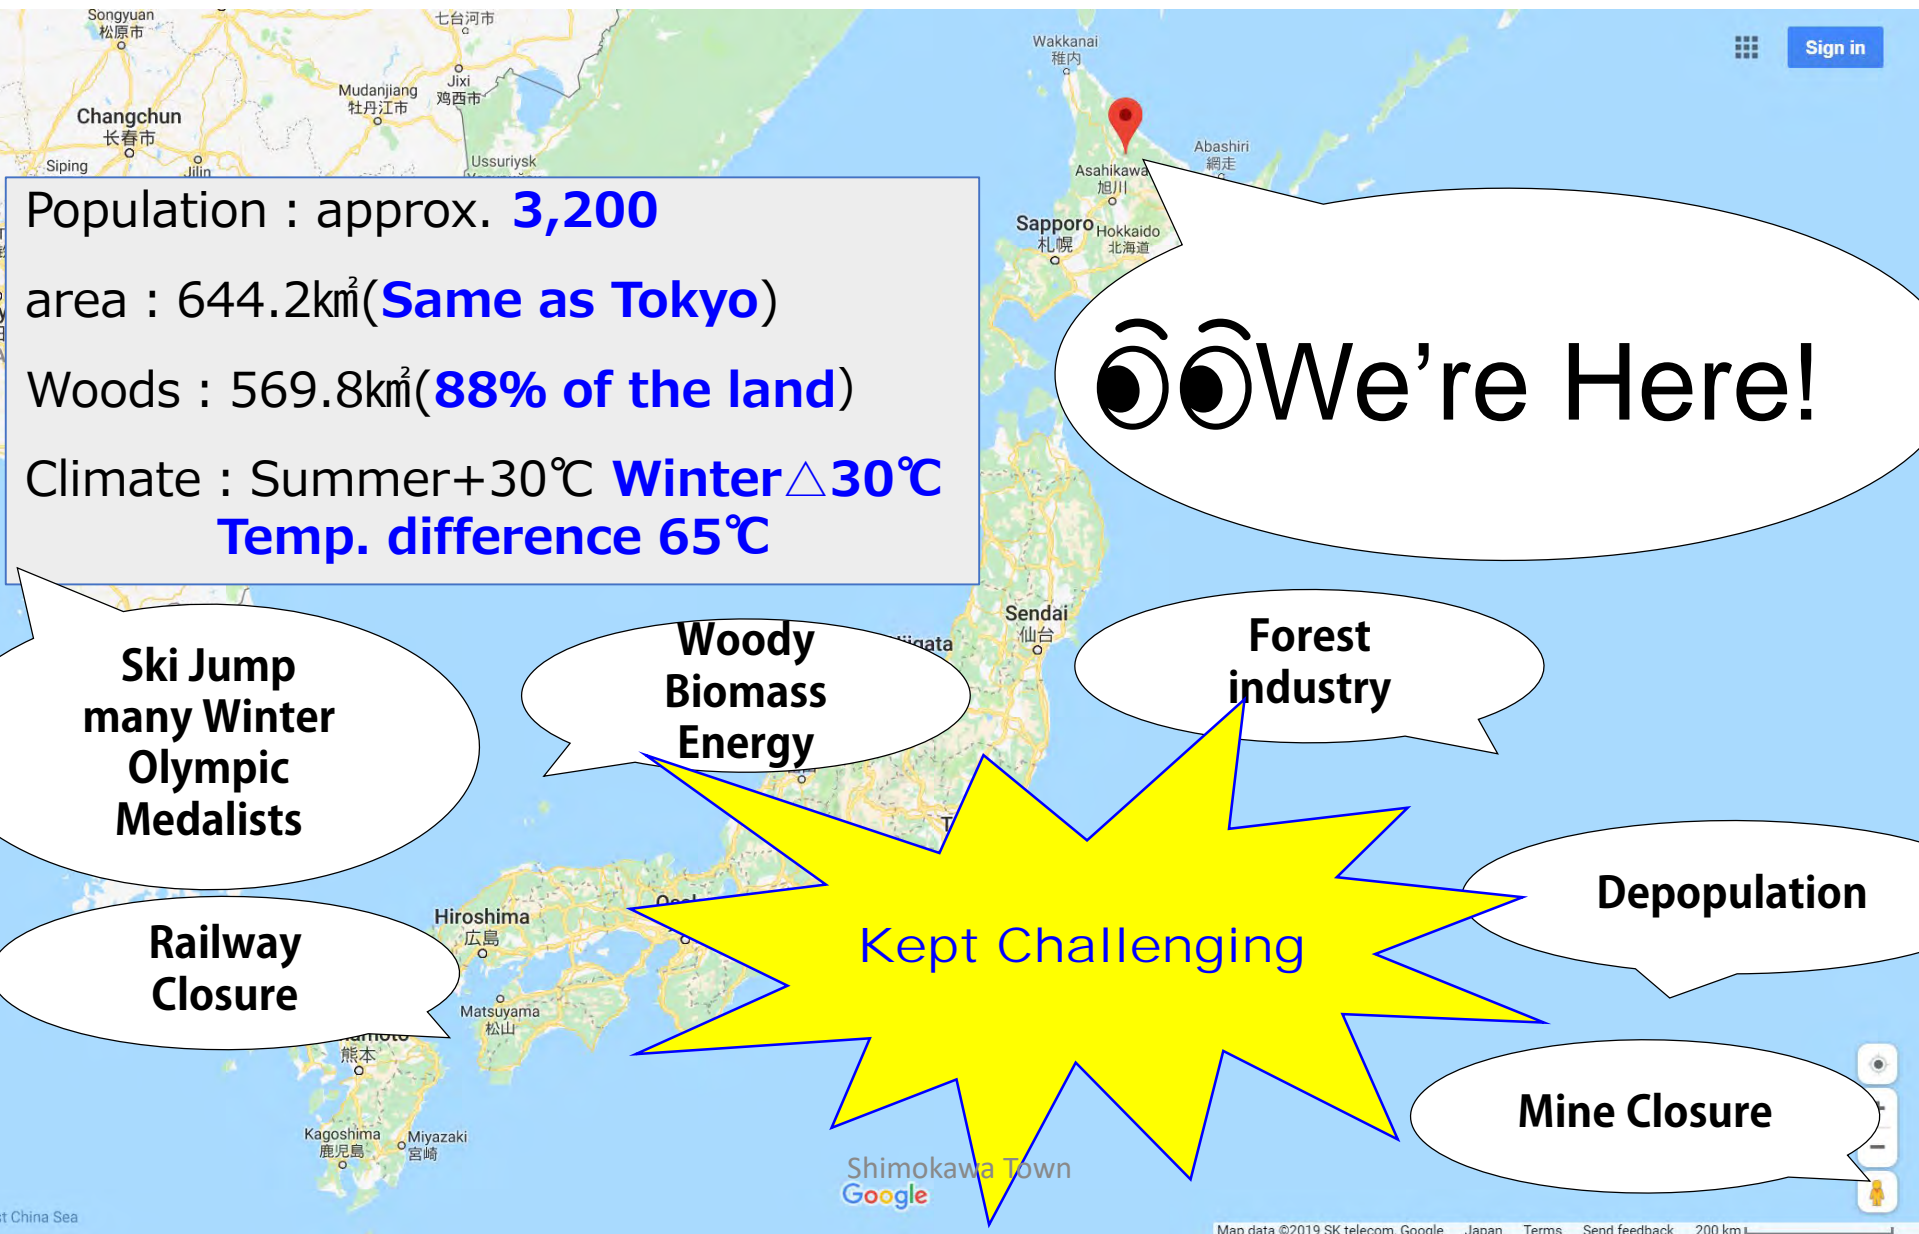 Songyuan
松原市
七台河市
Wakkanai
稚内
Sign in
Jixi
鸡西市
Mudanjiang
牡丹江市
Changchun
长春市
Siping
Jilin
Ussuriysk
Abashiri
網走
Asahikawa
旭川
Sapporo
札幌
Hokkaido
北海道
Population : approx. 3,200
area : 644.2㎢(Same as Tokyo)
Woods : 569.8㎢(88% of the land)
Climate : Summer+30℃ Winter△30℃
Temp. difference 65℃
We're Here!
Sendai
仙台
Ski Jump
many Winter
Olympic
Medalists
Woody
Biomass
Energy
Forest
industry
Depopulation
Railway
Closure
Kept Challenging
Mine Closure
Hiroshima
広島
Matsuyama
松山
熊本
Kagoshima
鹿児島
Miyazaki
宮崎
Shimokawa Town
Google
China Sea
Map data ©2019 SK telecom, Google Japan Terms Send feedback 200 km